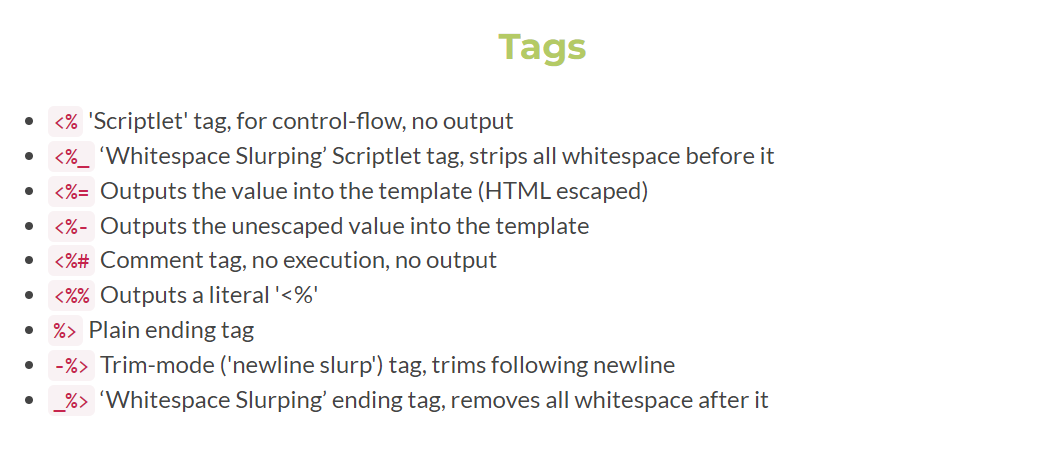 Tags
<% 'Scriptlet' tag, for control-flow, no output
<%_ ‘Whitespace Slurping’ Scriptlet tag, strips all whitespace before it
<%= Outputs the value into the template (HTML escaped)
<%- Outputs the unescaped value into the template
<%# Comment tag, no execution, no output
<%% Outputs a literal '<%'
%> Plain ending tag
-%> Trim-mode ('newline slurp') tag, trims following newline
_%> ‘Whitespace Slurping’ ending tag, removes all whitespace after it